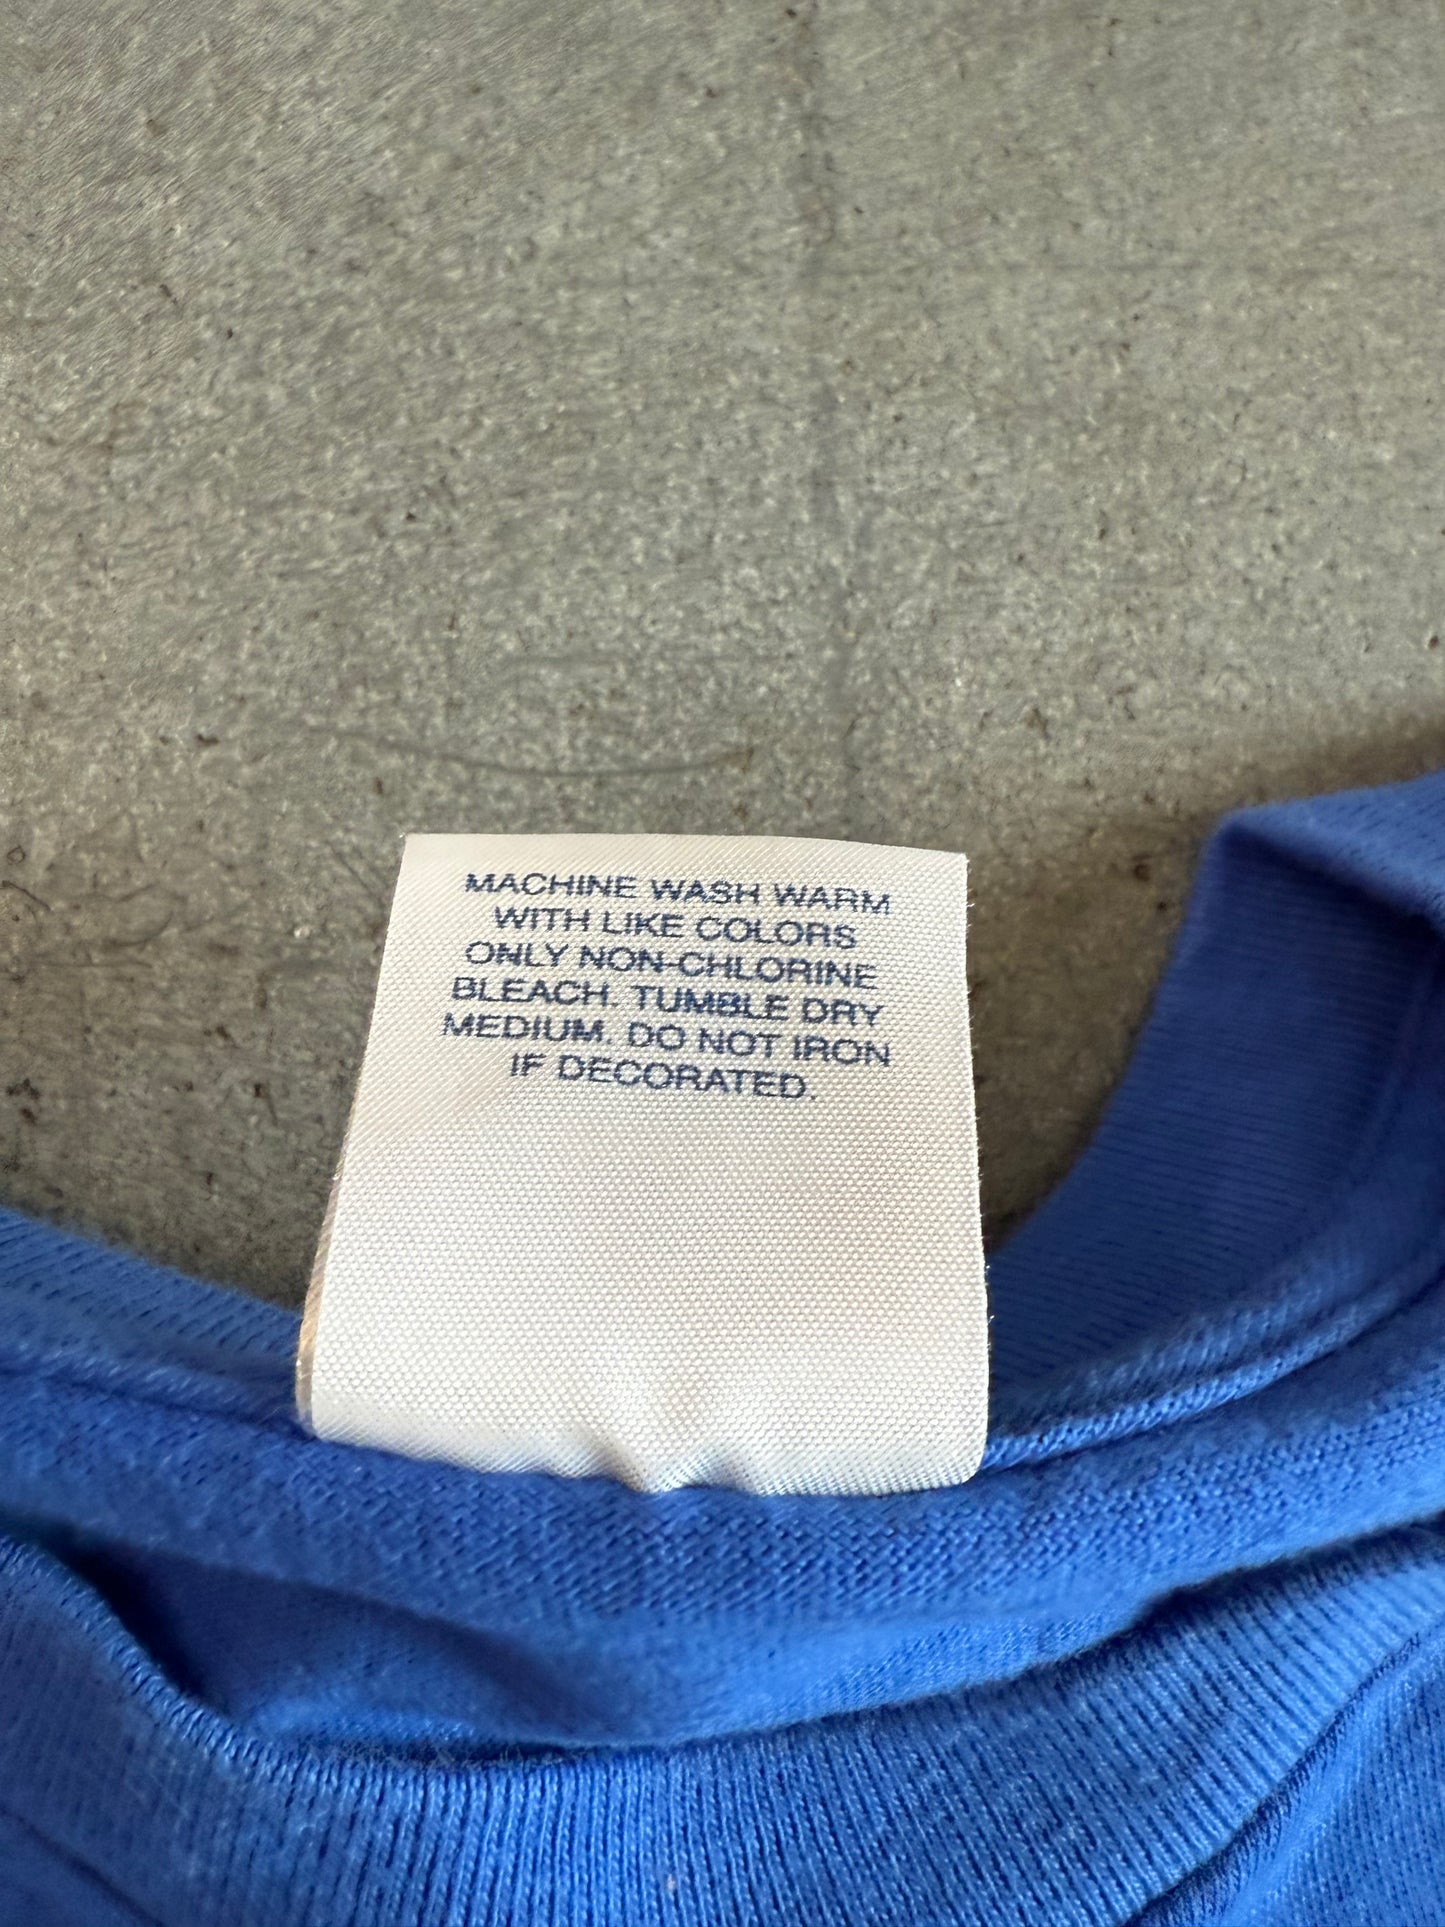 MACHINE WASH WARM
WITH LIKE COLORS
ONLY NON-CHLORINE
BLEACH. TUMBLE DRY
MEDIUM. DO NOT IRON
IF DECORATED.